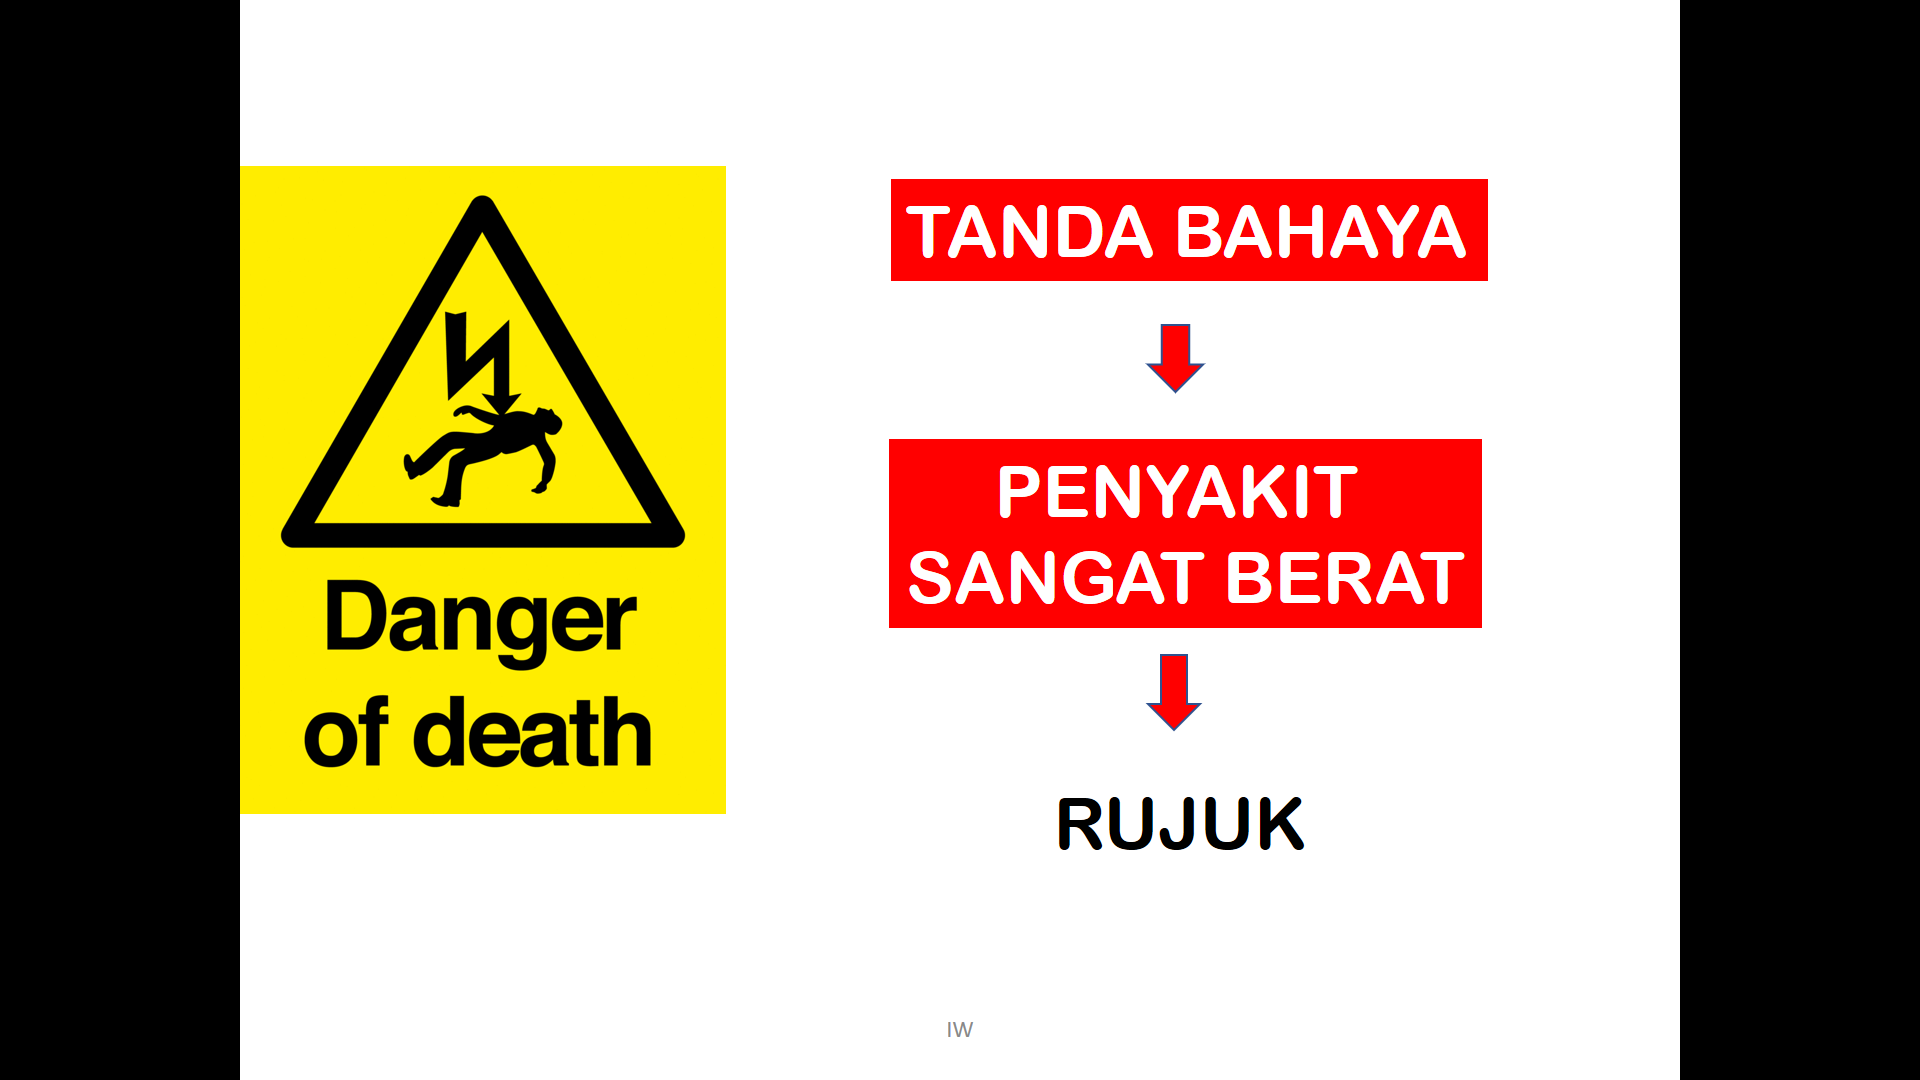 Danger
of death
TANDA BAHAYA
PENYAKIT
SANGAT BERAT
RUJUK
IW